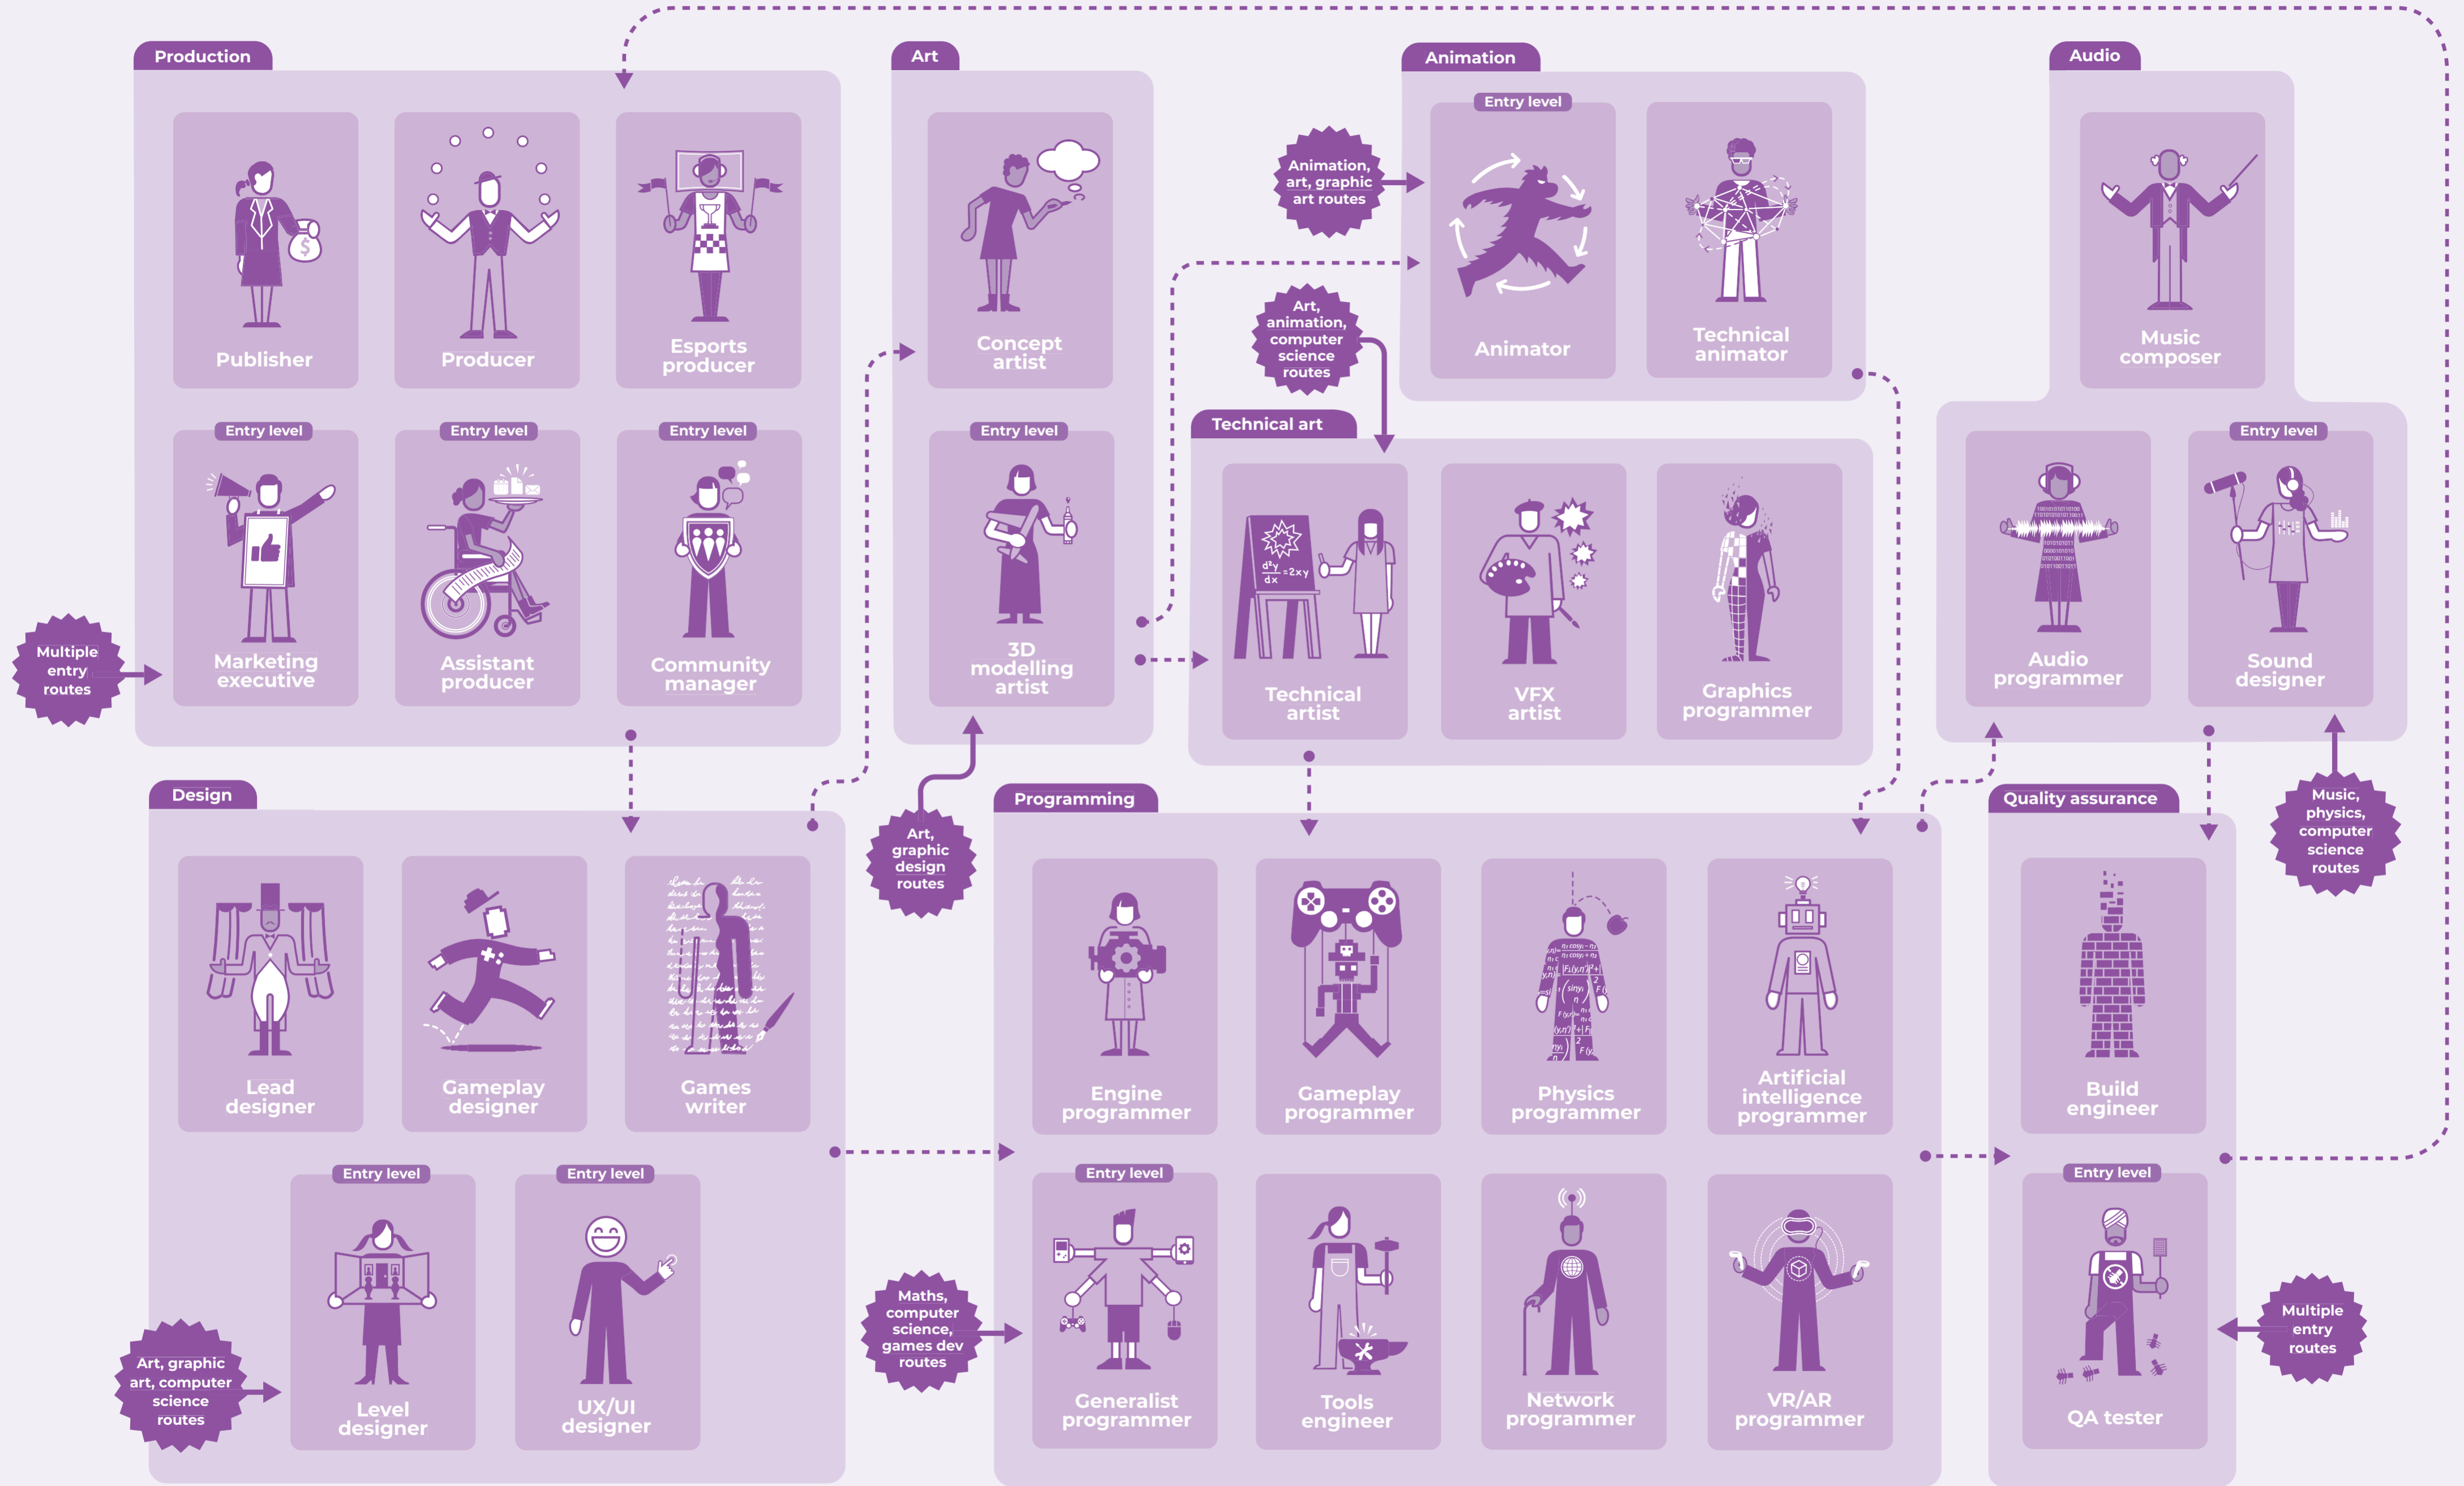 Production
Publisher
Producer
Esports
producer
Entry level
Marketing
executive
Entry level
Assistant
producer
Entry level
Community
manager
Multiple
entry
routes
Art
Concept
artist
Entry level
3D
modelling
artist
Art,
graphic
design
routes
Animation
Entry level
Animator
Technical
animator
Animation,
art, graphic
art routes
Art,
animation,
computer
science
routes
Technical art
d²y
dx
=2xy
Technical
artist
VFX
artist
Graphics
programmer
Audio
Music
composer
Audio
programmer
Entry level
Sound
designer
Music,
physics,
computer
science
routes
Design
Lead
designer
Gameplay
designer
Games
writer
Entry level
Level
designer
Entry level
UX/UI
designer
Art, graphic
art, computer
science
routes
Programming
Engine
programmer
Gameplay
programmer
Physics
programmer
Artificial
intelligence
programmer
Entry level
Generalist
programmer
Tools
engineer
Network
programmer
VR/AR
programmer
Maths,
computer
science,
games dev
routes
Quality assurance
Build
engineer
Entry level
QA tester
Multiple
entry
routes